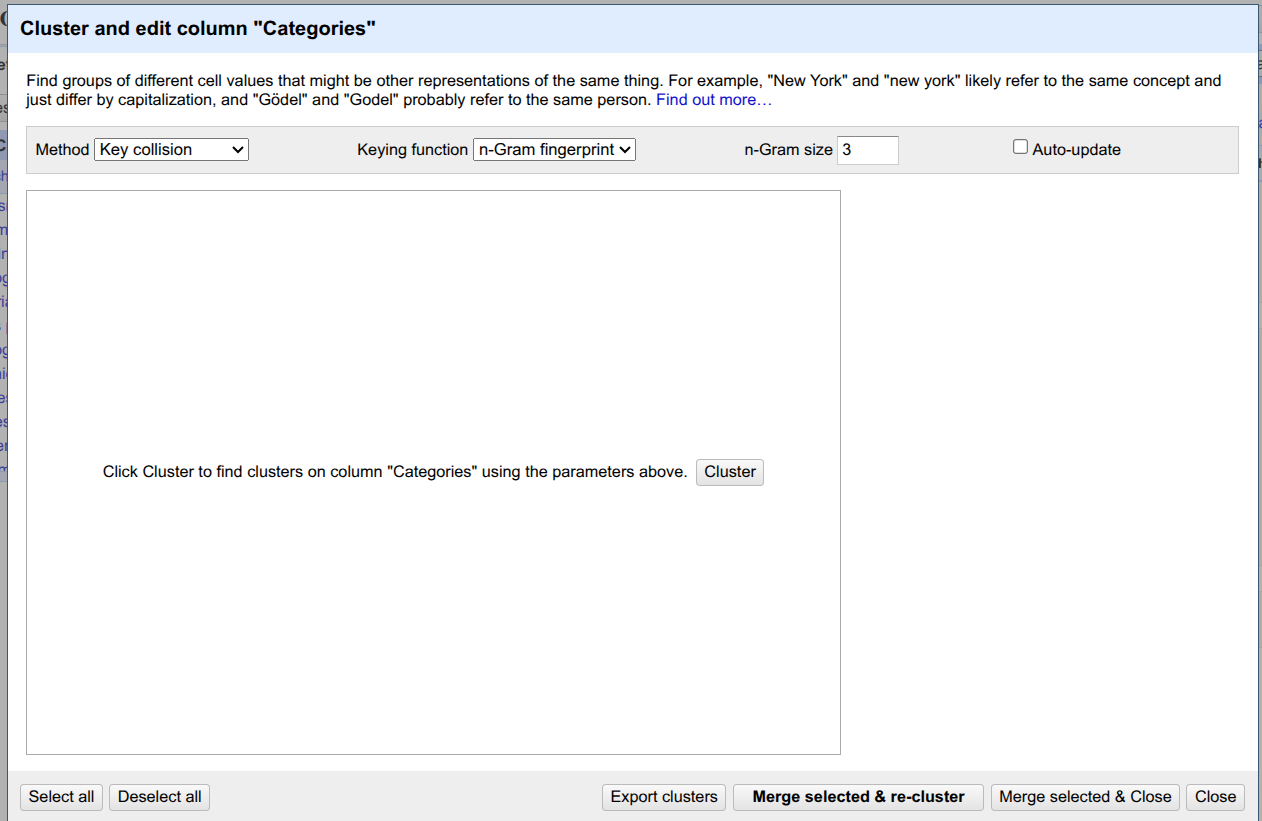 Cluster and edit column "Categories"
Find groups of different cell values that might be other representations of the same thing. For example, "New York" and "new york" likely refer to the same concept and
just differ by capitalization, and "Gödel" and "Godel" probably refer to the same person. Find out more…
Method Key collision Keying function n-Gram fingerprint n-Gram size 3 Auto-update
Click Cluster to find clusters on column "Categories" using the parameters above. Cluster
Select all Deselect all Export clusters Merge selected & re-cluster Merge selected & Close Close